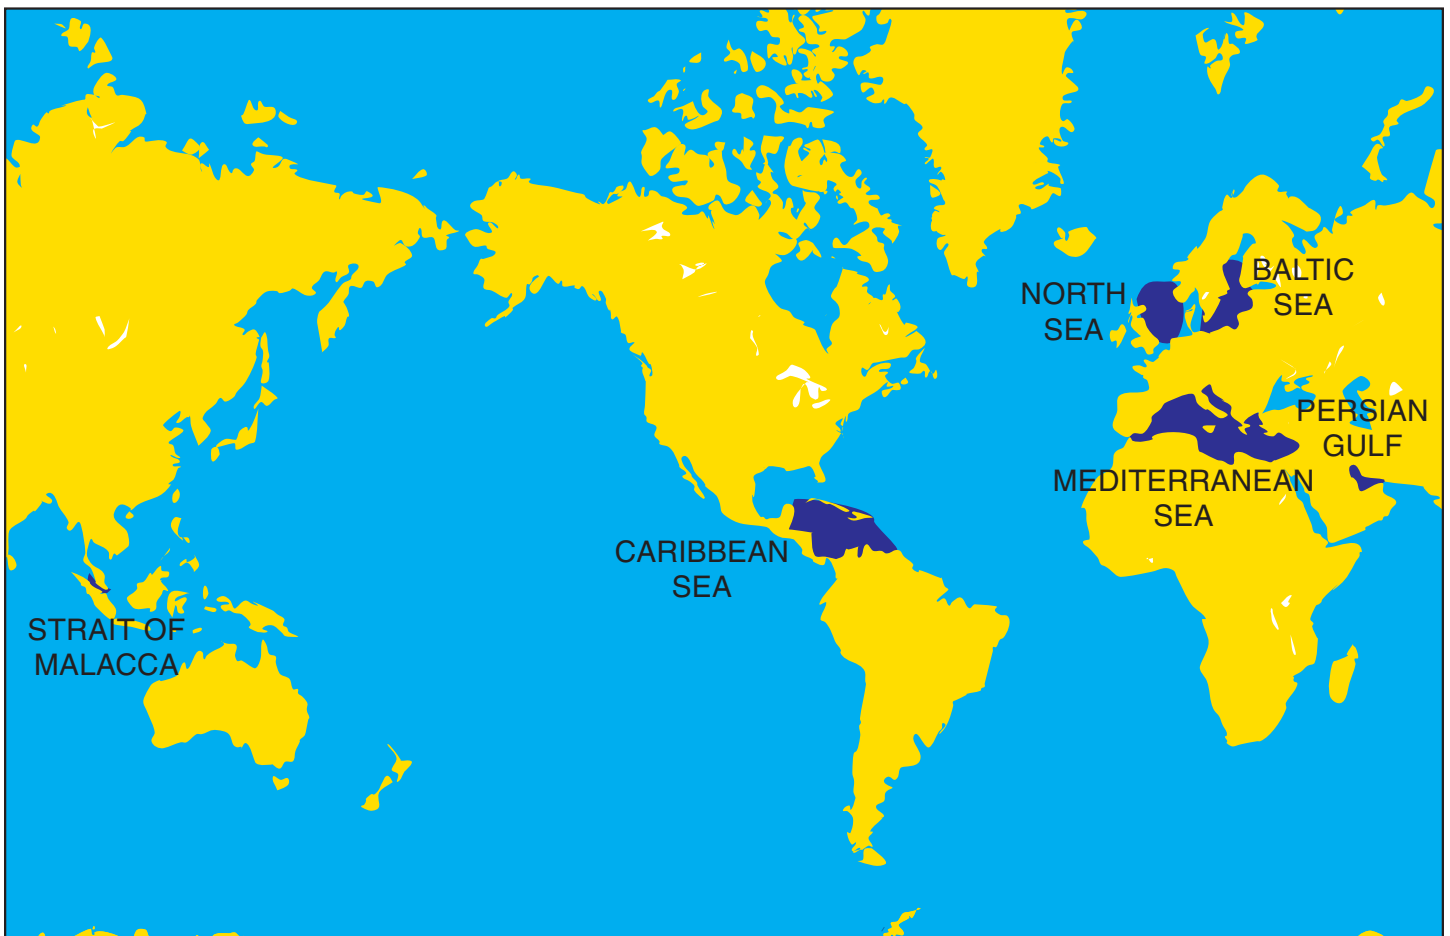 BALTIC
SEA
NORTH
SEA
PERSIAN
GULF
MEDITERRANEAN
SEA
CARIBBEAN
SEA
STRAIT OF
MALACCA